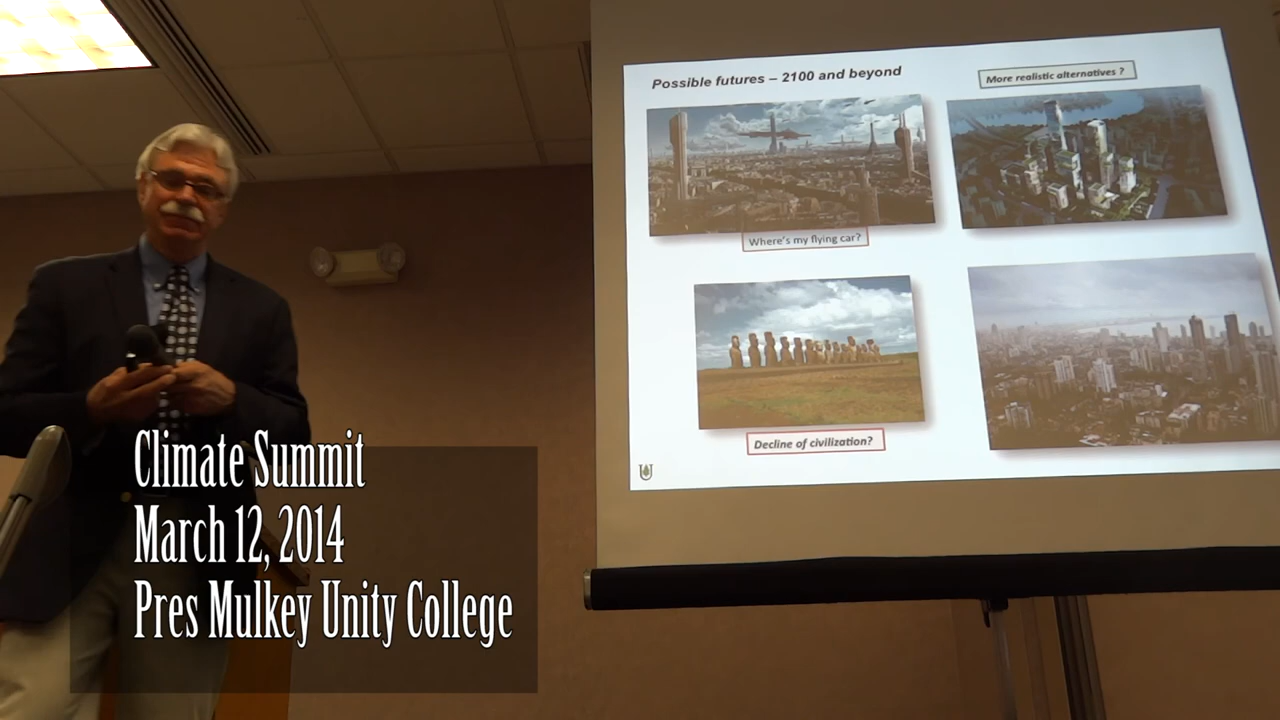 Possible futures – 2100 and beyond
More realistic alternatives ?
Where's my flying car?
Decline of civilization?
U
Climate Summit
March 12, 2014
Pres Mulkey Unity College